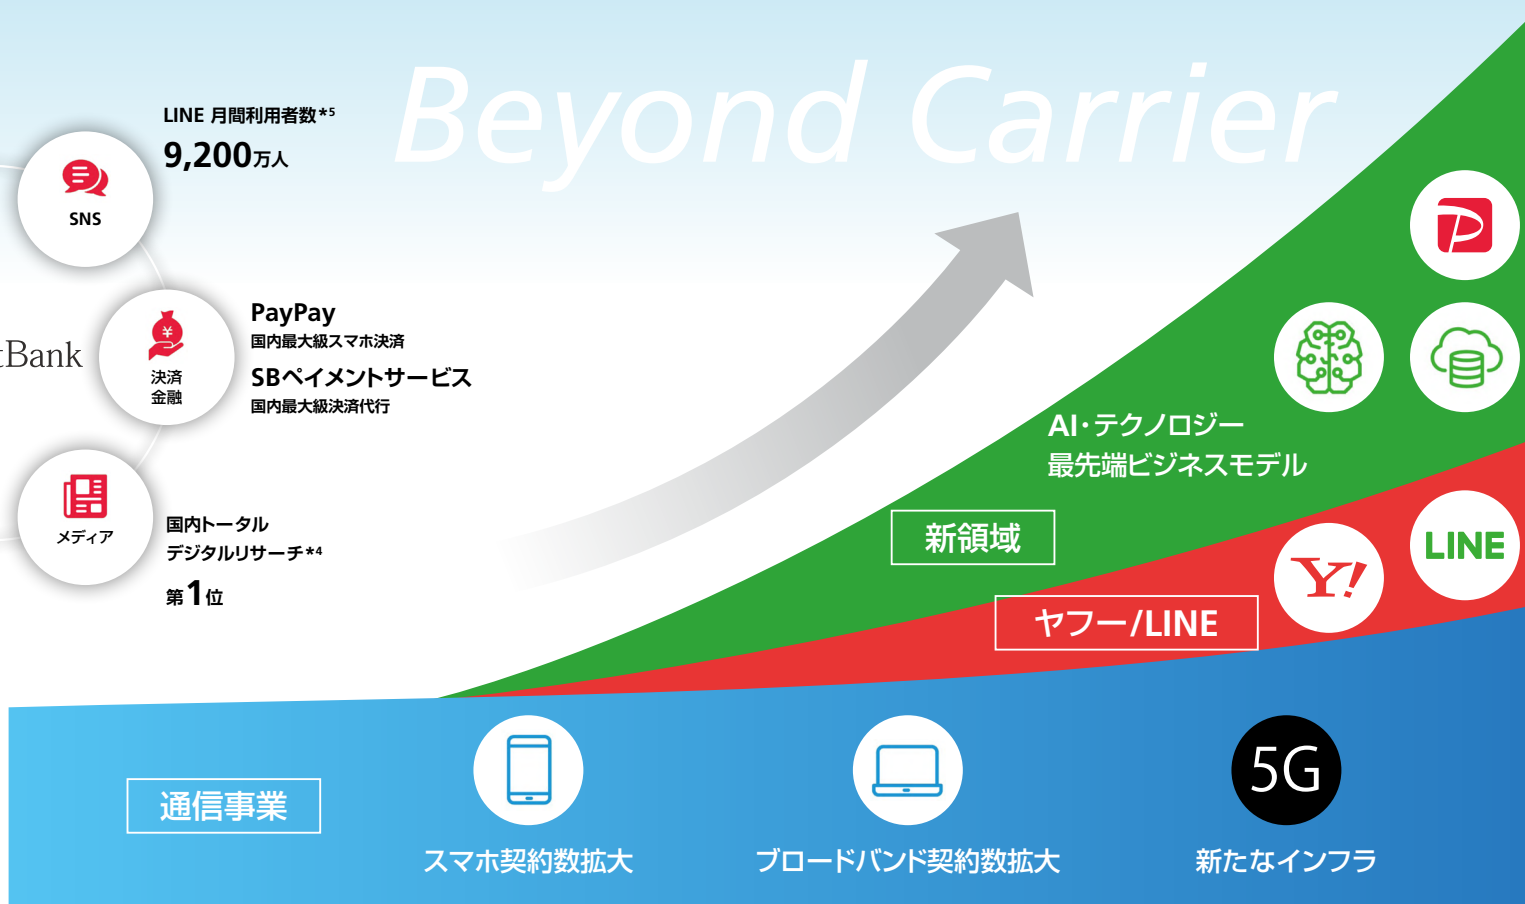 Beyond Carrier
LINE 月間利用者数*5
9,200万人
SNS
PayPay
国内最大級スマホ決済
SBペイメントサービス
国内最大級決済代行
tBank
決済
金融
メディア
国内トータル
デジタルリサーチ*4
第1位
AI・テクノロジー
最先端ビジネスモデル
新領域
ヤフー/LINE
Y!
LINE
通信事業
5G
スマホ契約数拡大
ブロードバンド契約数拡大
新たなインフラ